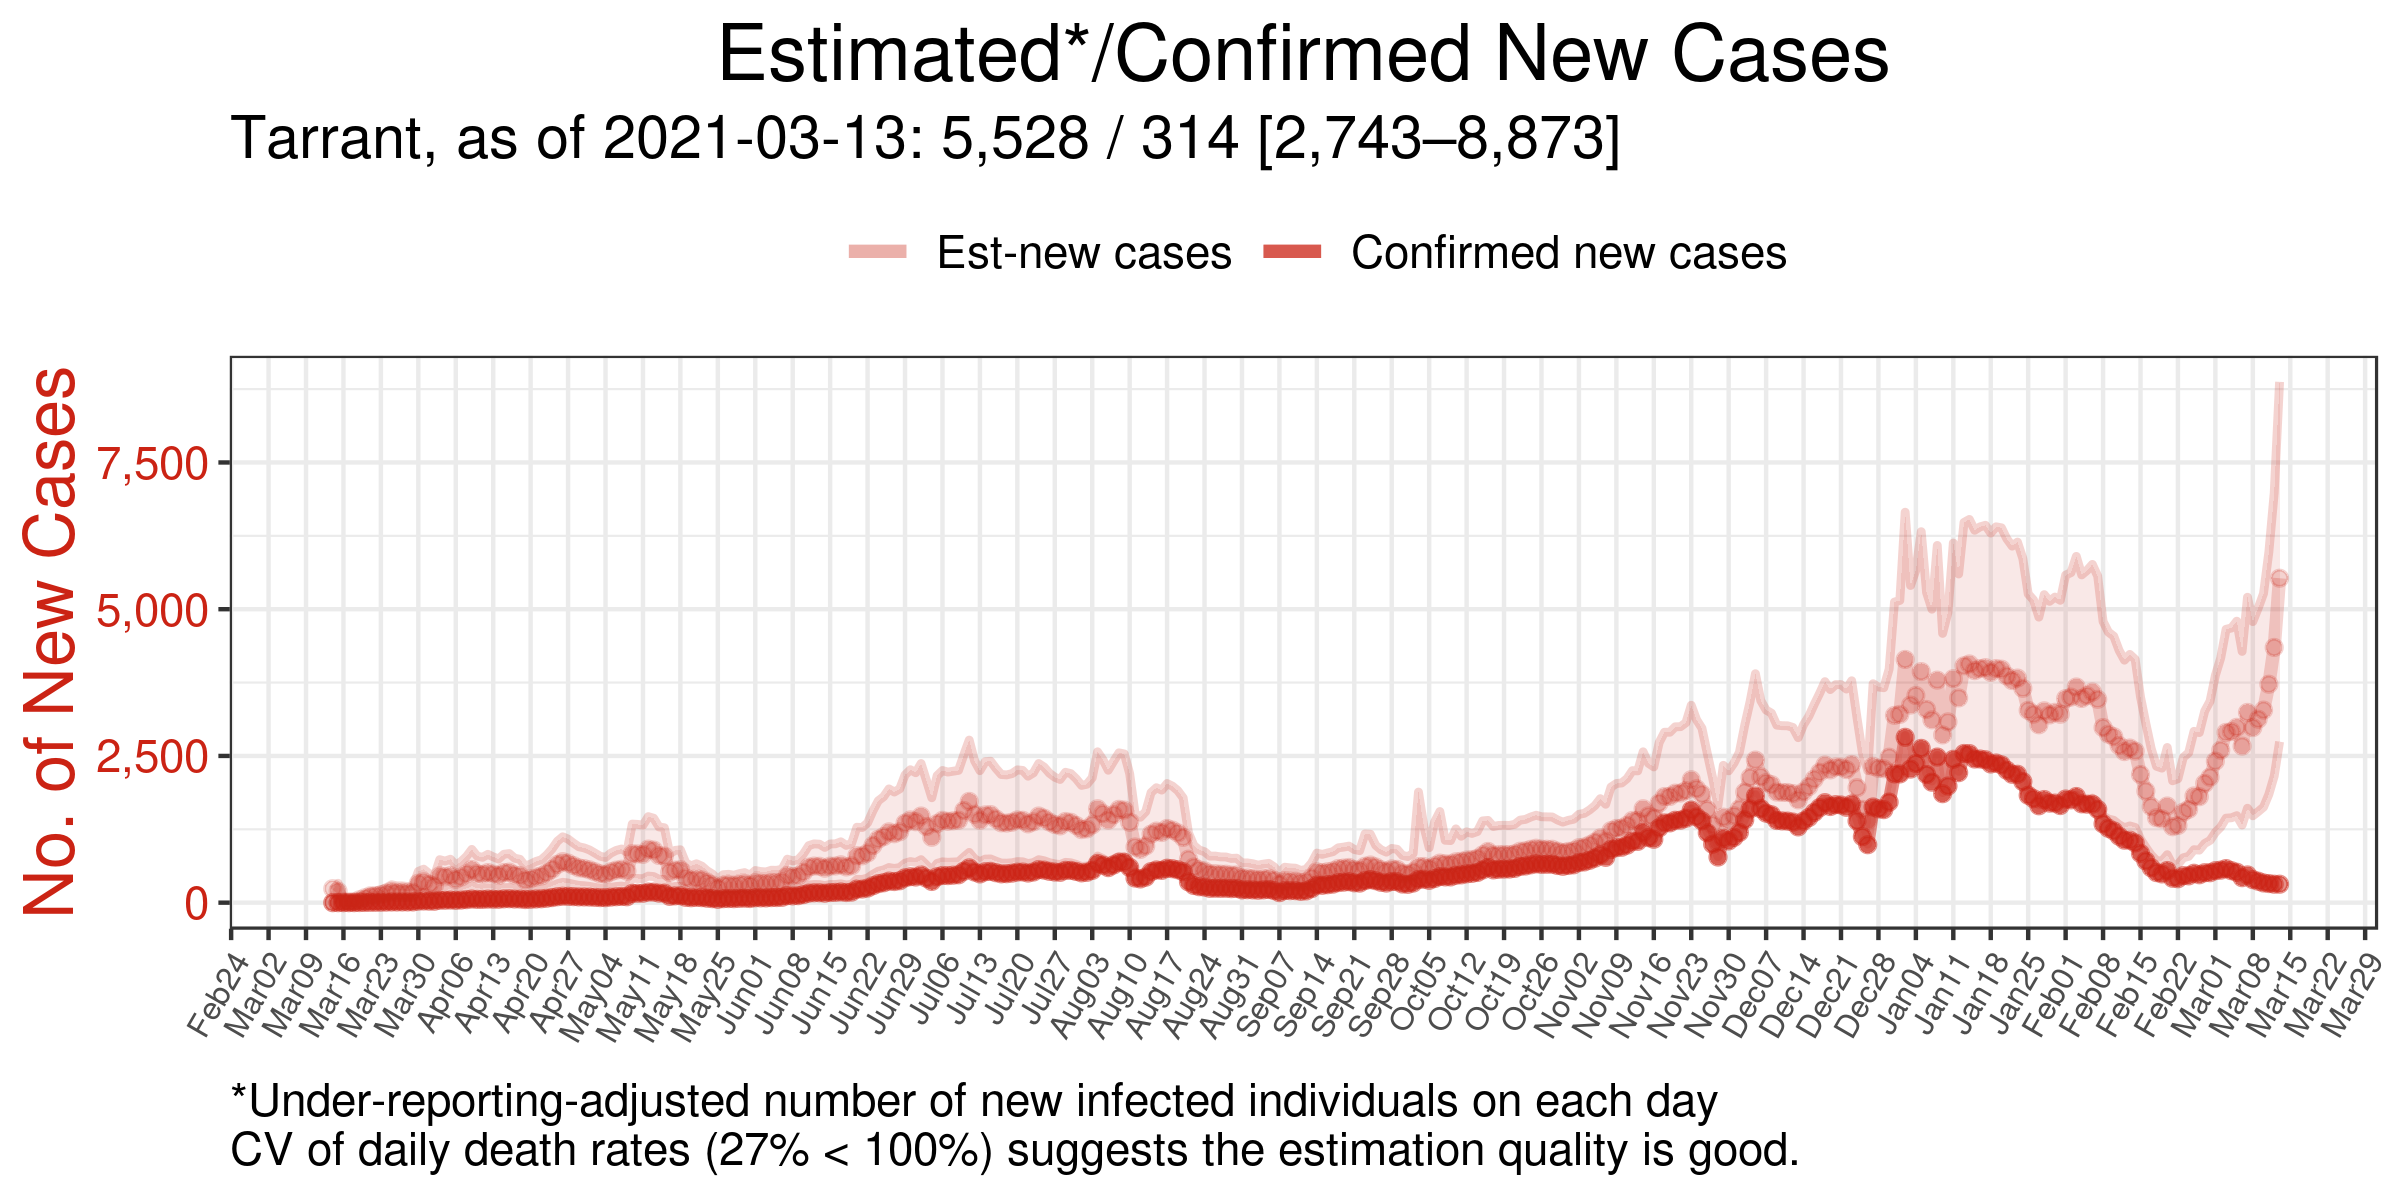 Estimated*/Confirmed New Cases
Tarrant, as of 2021-03-13: 5,528 / 314 [2,743–8,873]
Est-new cases Confirmed new cases
No. of New Cases
7,500
5,000
2,500
0
Feb24 Mar02 Mar09 Mar16 Mar23 Mar30 Apr06 Apr13 Apr20 Apr27 May04 May11 May18 May25 Jun01 Jun08 Jun15 Jun22 Jun29 Jul06 Jul13 Jul20 Jul27 Aug03 Aug10 Aug17 Aug24 Aug31 Sep07 Sep14 Sep21 Sep28 Oct05 Oct12 Oct19 Oct26 Nov02 Nov09 Nov16 Nov23 Nov30 Dec07 Dec14 Dec21 Dec28 Jan04 Jan11 Jan18 Jan25 Feb01 Feb08 Feb15 Feb22 Mar01 Mar08 Mar15 Mar22 Mar29
*Under-reporting-adjusted number of new infected individuals on each day
CV of daily death rates (27% < 100%) suggests the estimation quality is good.